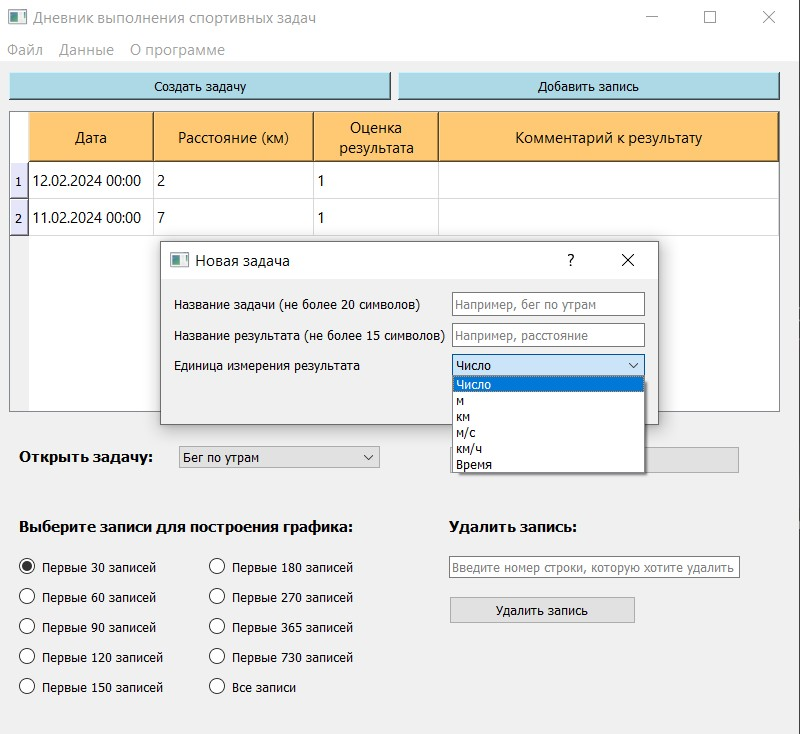 Дневник выполнения спортивных задач
Файл Данные О программе
Создать задачу Добавить запись
Дата Расстояние (км) Оценка результата Комментарий к результату
1 12.02.2024 00:00 2 1
2 11.02.2024 00:00 7 1
Новая задача ?
Название задачи (не более 20 символов) Например, бег по утрам
Название результата (не более 15 символов) Например, расстояние
Единица измерения результата Число
Число
м
км
м/с
км/ч
Время
Открыть задачу: Бег по утрам
Выберите записи для построения графика:
Первые 30 записей Первые 180 записей
Первые 60 записей Первые 270 записей
Первые 90 записей Первые 365 записей
Первые 120 записей Первые 730 записей
Первые 150 записей Все записи
Удалить запись:
Введите номер строки, которую хотите удалить
Удалить запись